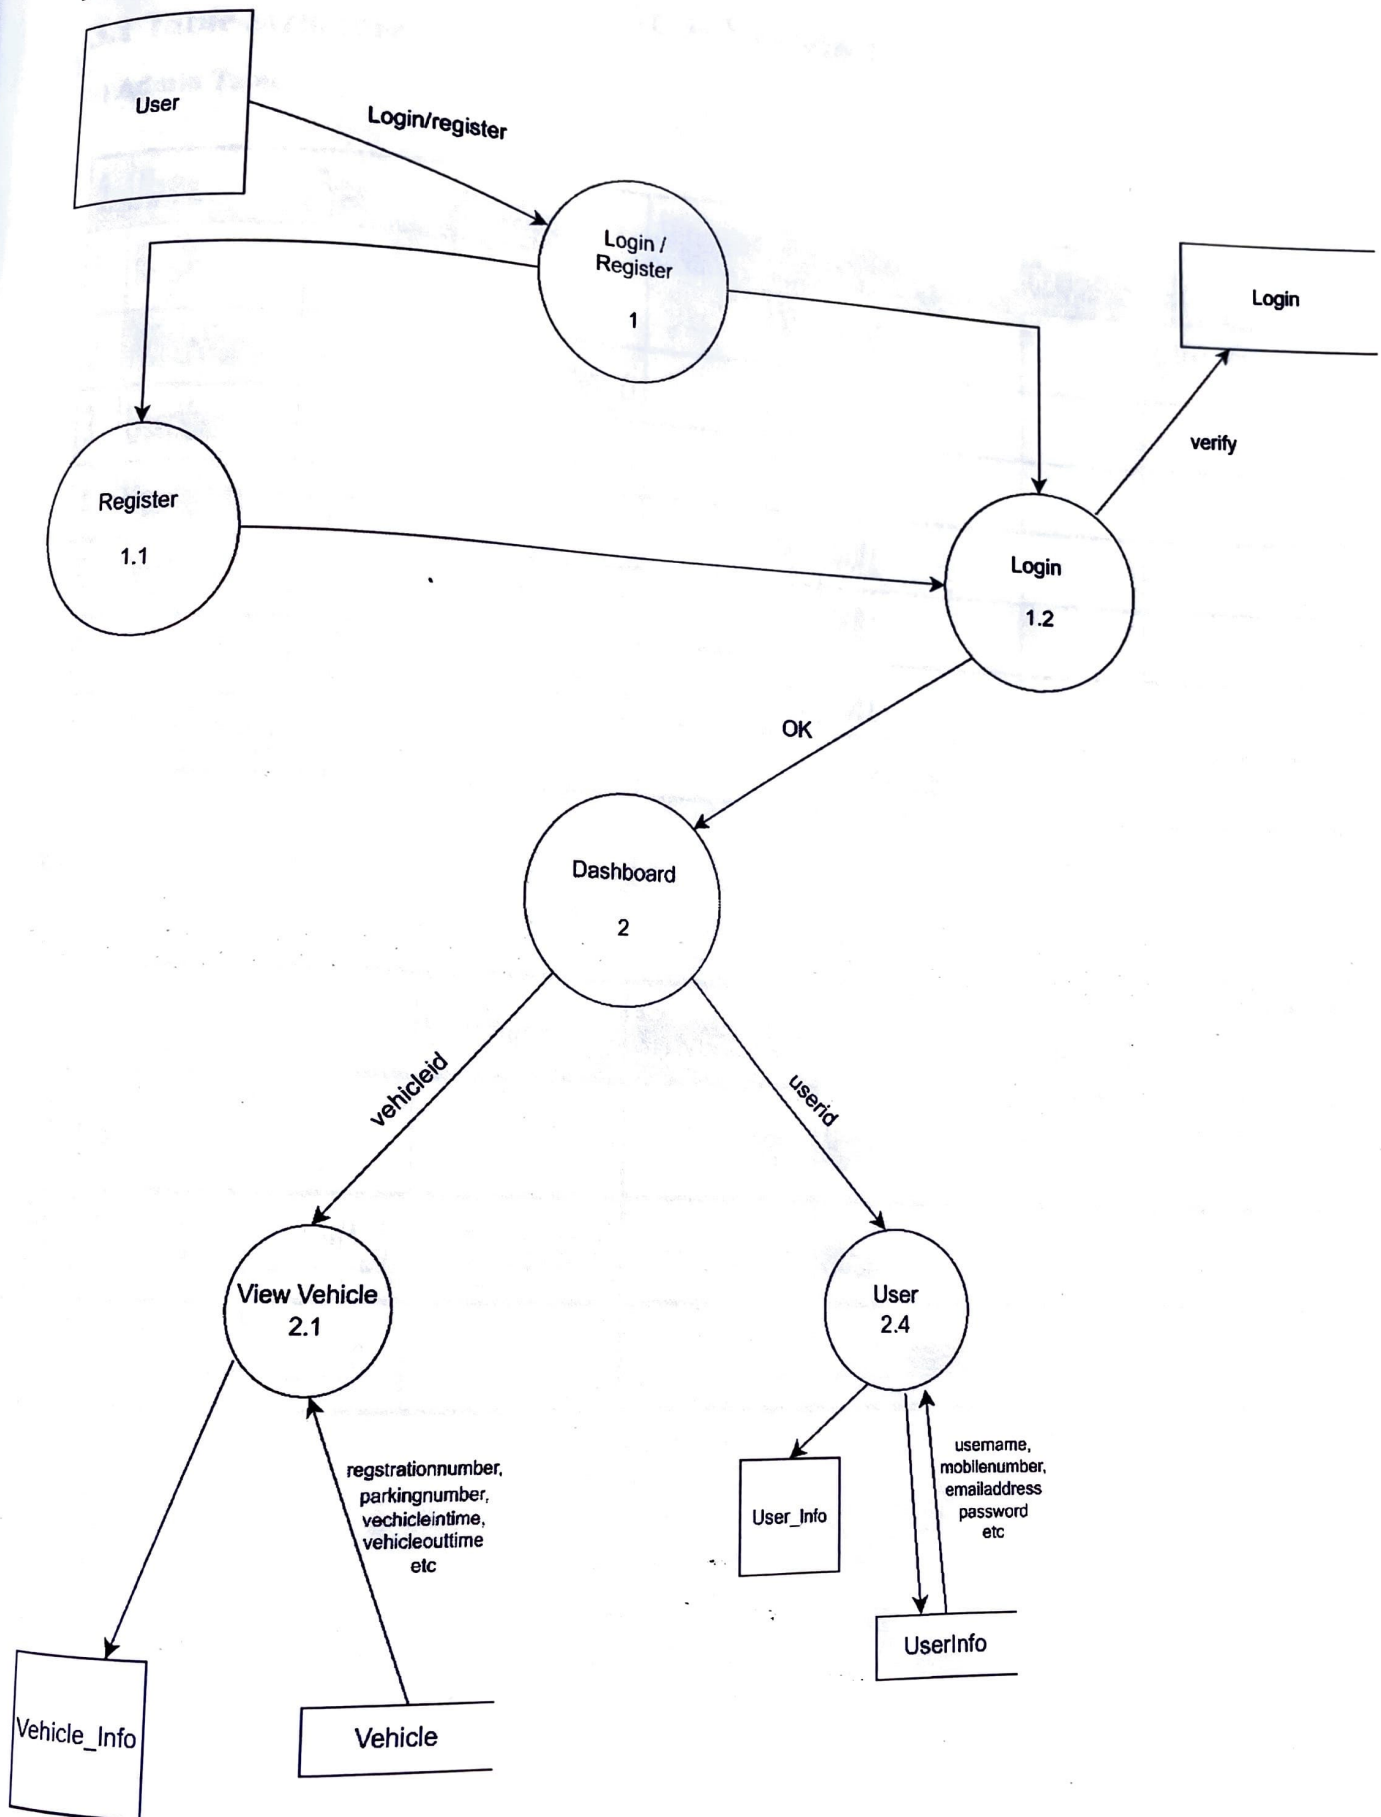 User
Login/register
Login /
Register
1
Login
verify
Register
1.1
Login
1.2
OK
Dashboard
2
vehicleid
userid
View Vehicle
2.1
User
2.4
regstrationnumber,
parkingnumber,
vechicleintime,
vehicleouttime
etc
username,
mobilenumber,
emailaddress
password
etc
User_Info
UserInfo
Vehicle_Info
Vehicle